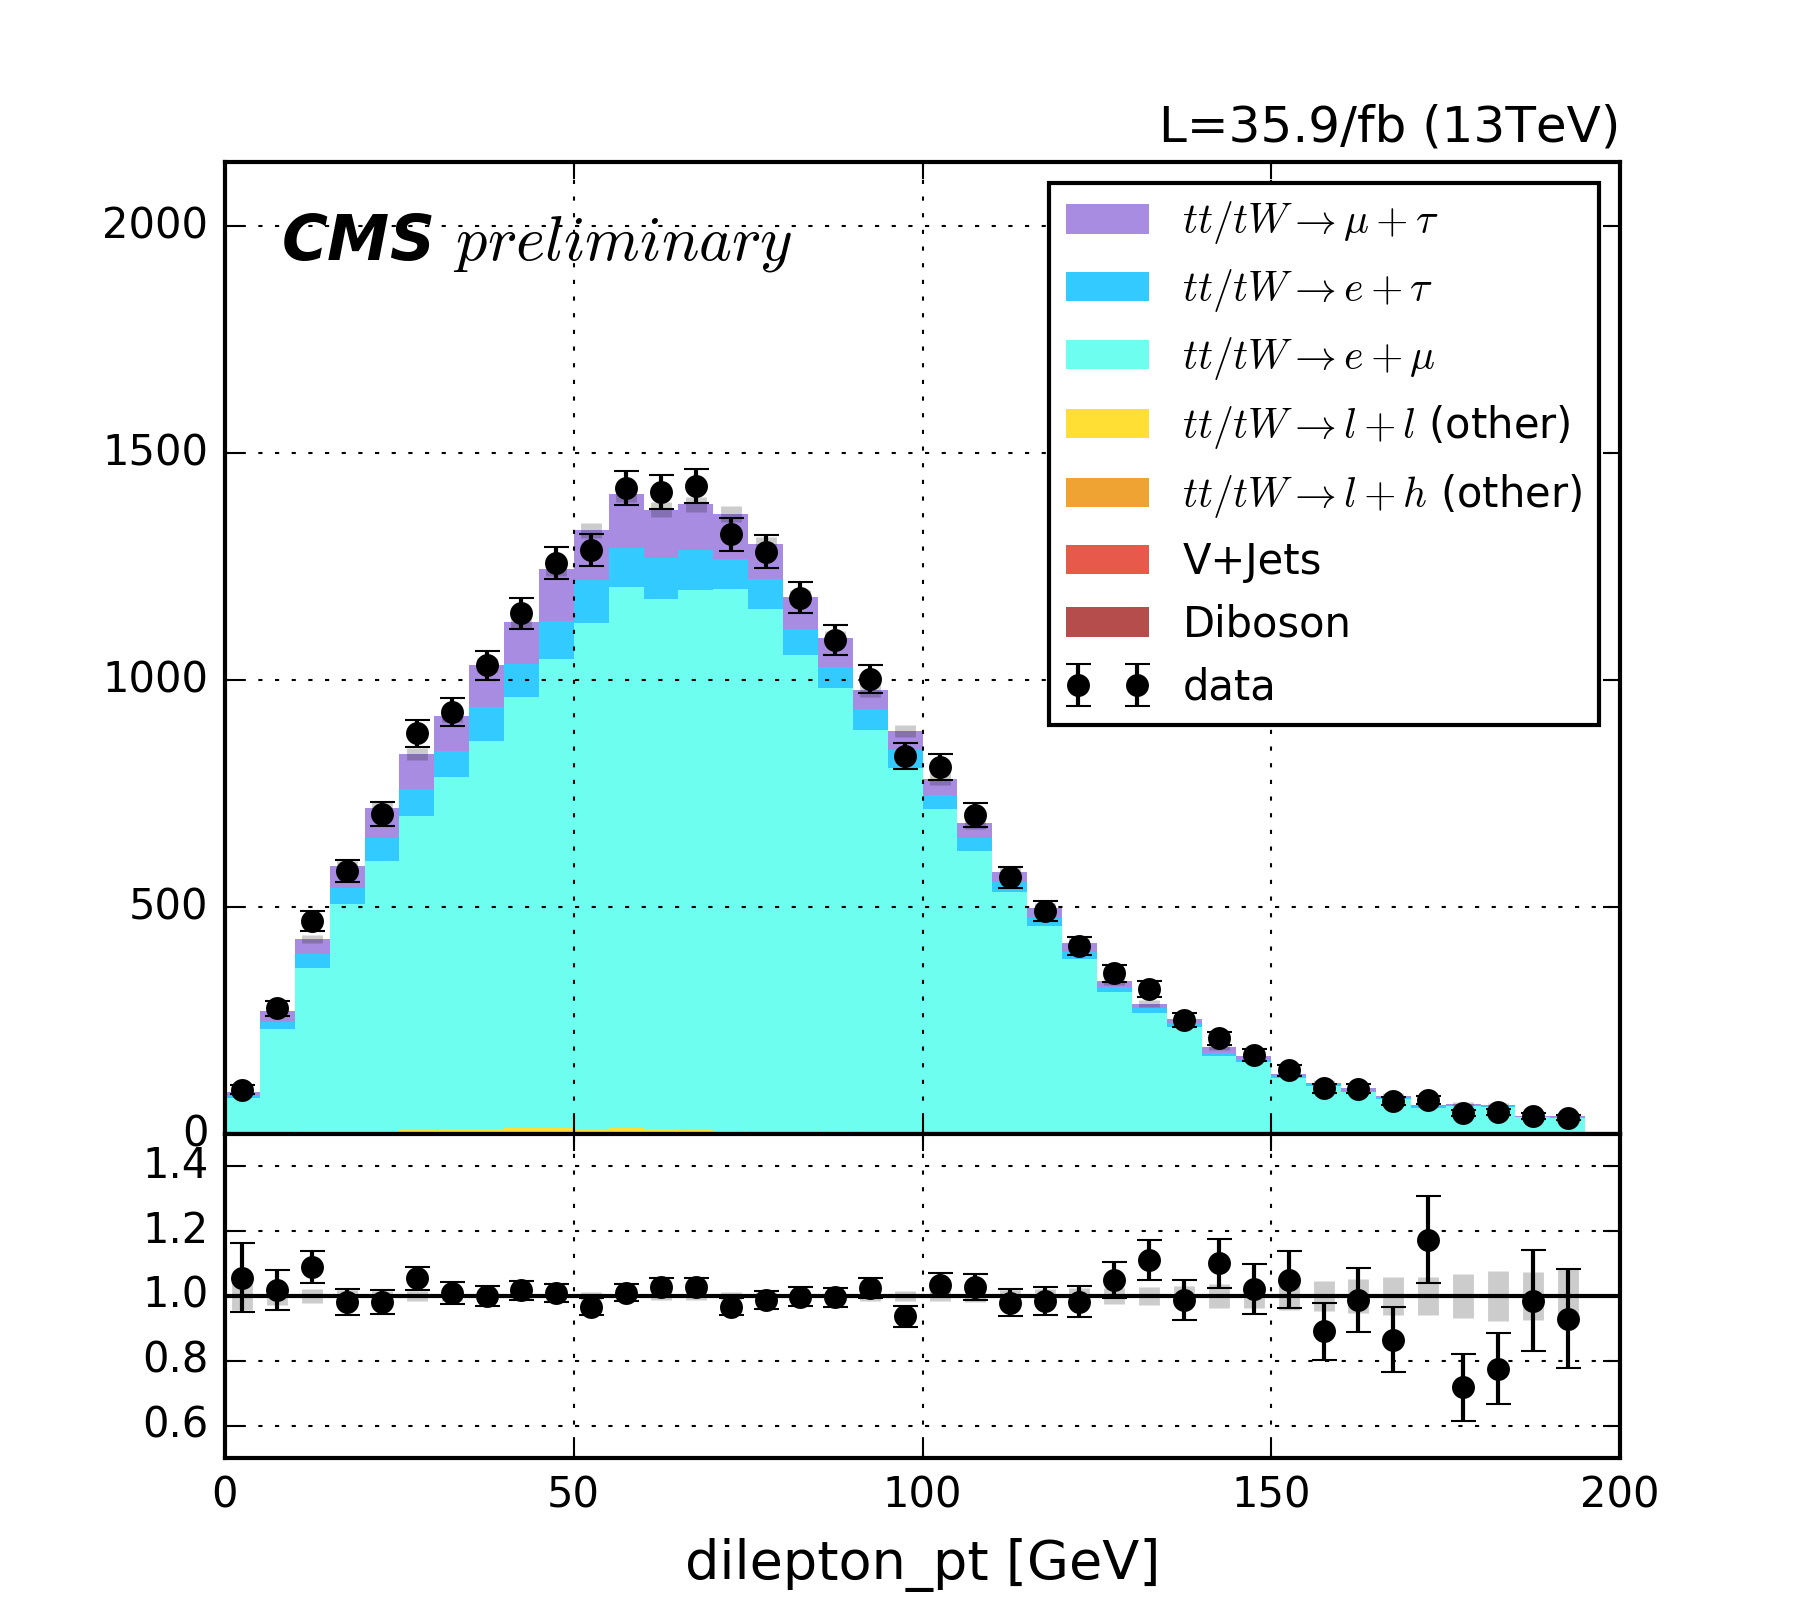 L=35.9/fb (13TeV)
CMS preliminary
2000
1500
1000
500
0
tt/tW→μ+τ
tt/tW→e+τ
tt/tW→e+μ
tt/tW→l+l (other)
tt/tW→l+h (other)
V+Jets
Diboson
data
1.4
1.2
1.0
0.8
0.6
0 50 100 150 200
dilepton_pt [GeV]